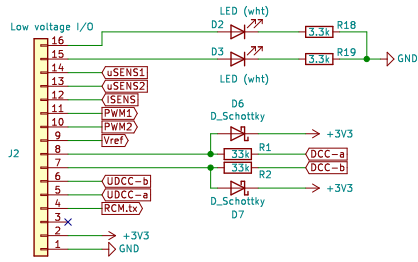 LED (wht)
Low voltage I/O
D2
R18
16
3.3k
15
D3
R19
3.3k
GND
14
uSENS1
LED (wht)
13
uSENS2
12
ISENS
11
PWM1
D6
10
PWM2
D_Schottky
9
Vref
+3V3
J2
8
R1
33k
DCC-a
7
33k
DCC-b
6
UDCC-b
R2
5
UDCC-a
+3V3
4
RCM.tx
D_Schottky
3
D7
2
+3V3
1
GND